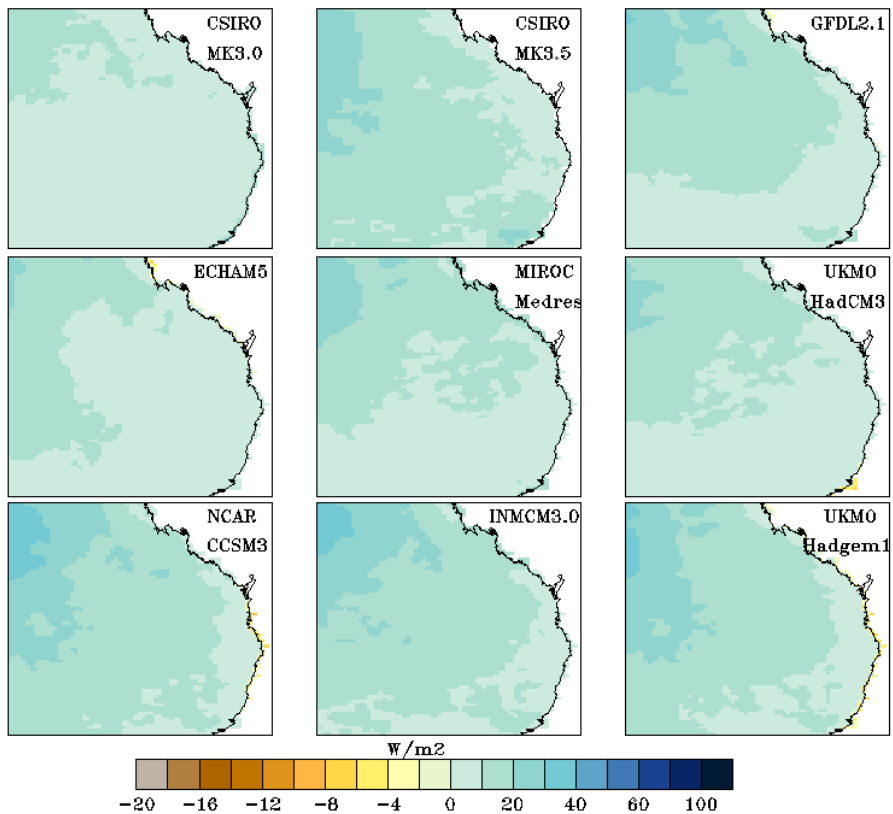 CSIRO
MK3.0
CSIRO
MK3.5
GFDL2.1
ECHAM5
MIROC
Medres
UKMO
HadCM3
NCAR
CCSM3
INMCM3.0
UKMO
Hadgem1
W/m2
-20 -16 -12 -8 -4 0 20 40 60 100